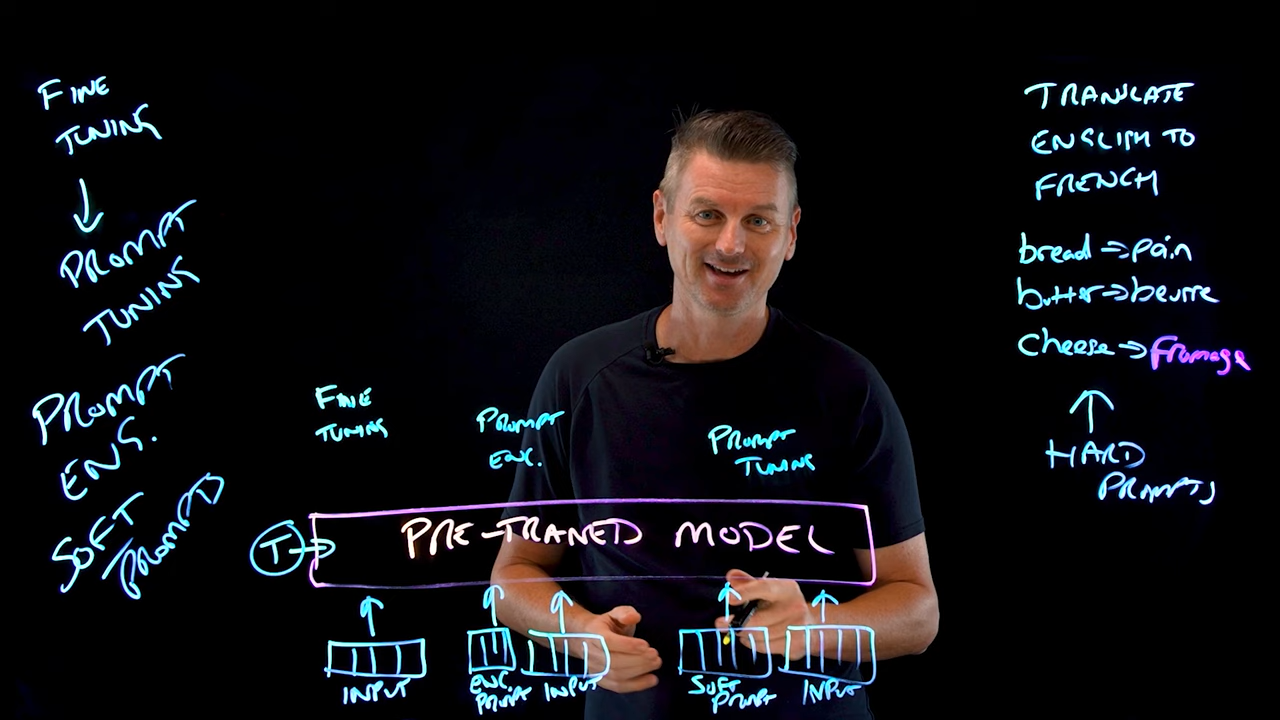 FINE
TUNING
PROMPT
TUNING
PROMPT
ENG.
SOFT
PROMPTS
FINE
TUNING
PROMPT
ENG.
PROMPT
TUNING
T
PRE-TRANED MODEL
INPUT
ENG.
PROMPT
INPUT
SOFT
PROMPT
INPUT
TRANSLATE
ENGLISH TO
FRENCH
bread → pain
butter → beurre
cheese → fromage
HARD
PROMPTS